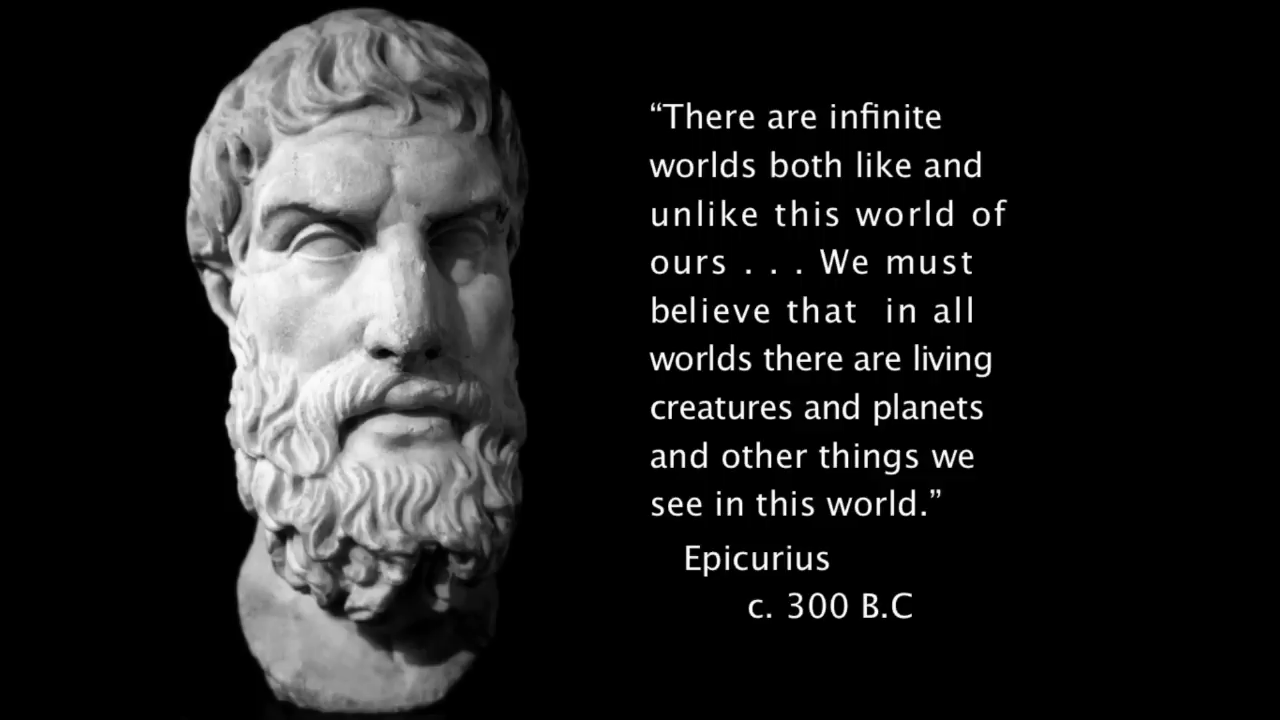 “There are infinite
worlds both like and
unlike this world of
ours . . . We must
believe that in all
worlds there are living
creatures and planets
and other things we
see in this world.”
Epicurius
c. 300 B.C